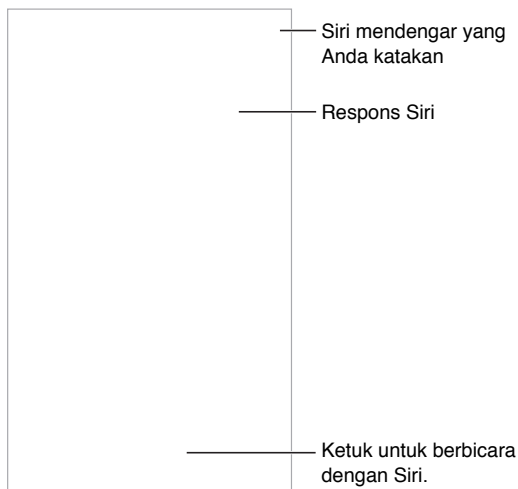 Siri mendengar yang
Anda katakan
Respons Siri
Ketuk untuk berbicara
dengan Siri.